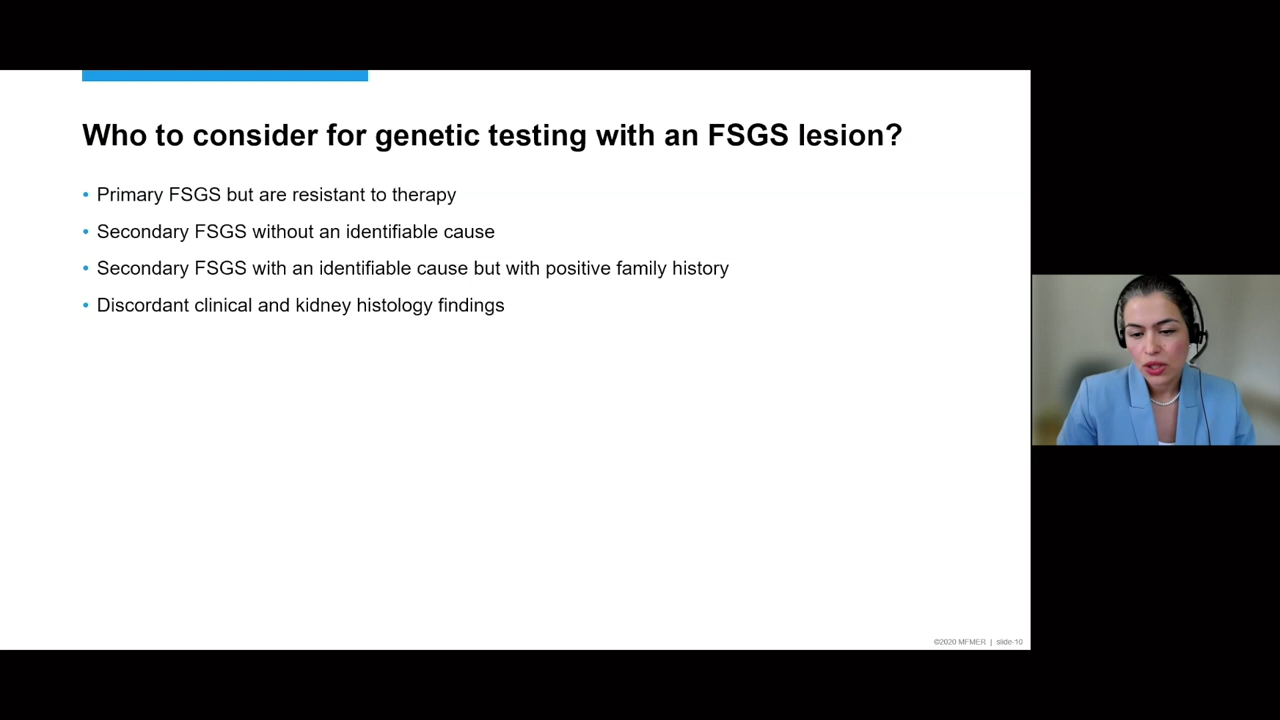 Who to consider for genetic testing with an FSGS lesion?
• Primary FSGS but are resistant to therapy
• Secondary FSGS without an identifiable cause
• Secondary FSGS with an identifiable cause but with positive family history
• Discordant clinical and kidney histology findings
©2020 MFMER | slide-10